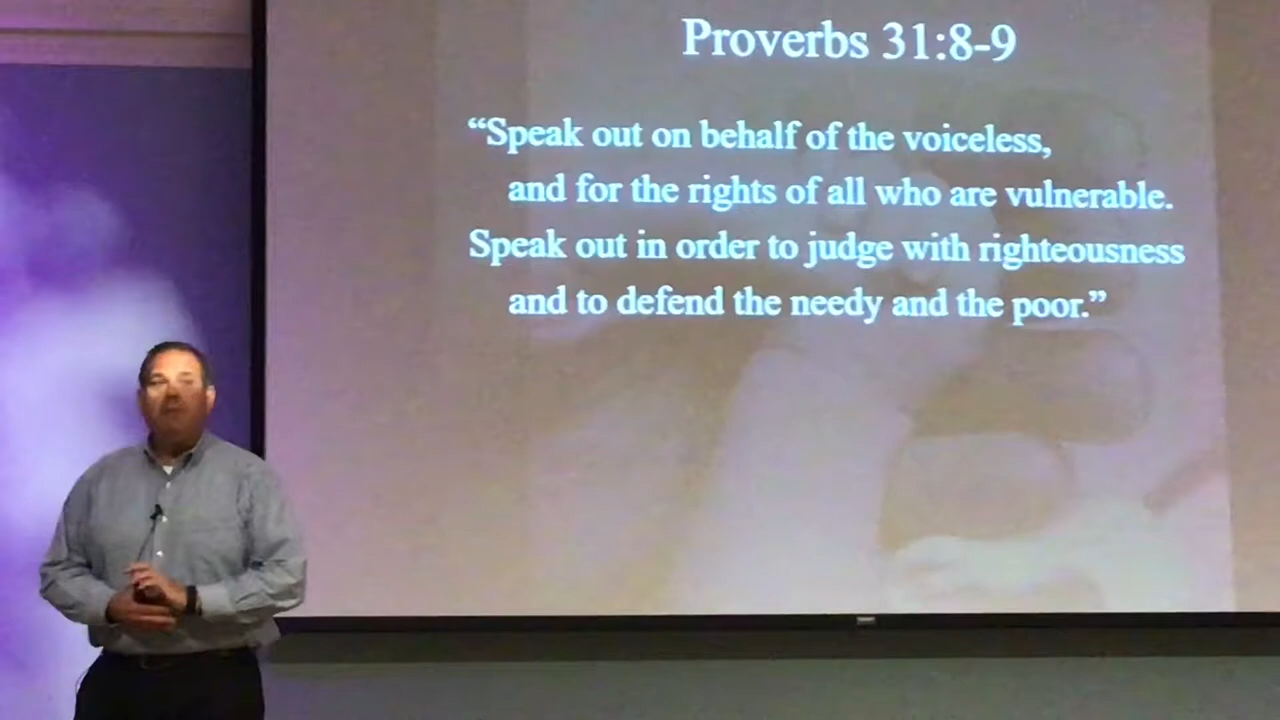 Proverbs 31:8-9
“Speak out on behalf of the voiceless,
and for the rights of all who are vulnerable.
Speak out in order to judge with righteousness
and to defend the needy and the poor.”